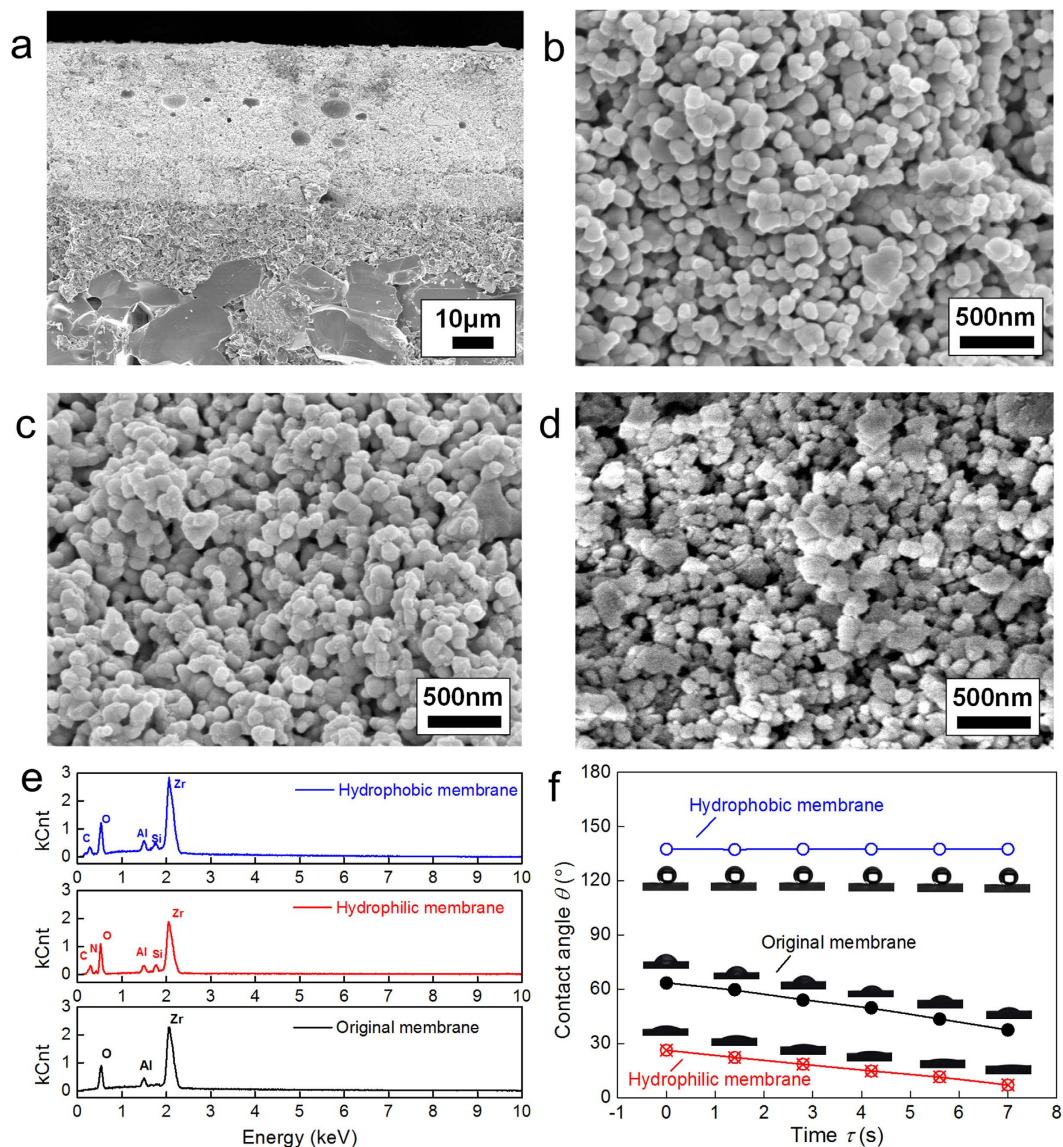 a
10μm
b
500nm
c
500nm
d
500nm
e
3
2
1
0
kCnt
C
O
Al
Si
Zr
Hydrophobic membrane
0 1 2 3 4 5 6 7 8 9 10
3
2
1
0
kCnt
C
N
O
Al
Si
Zr
Hydrophilic membrane
0 1 2 3 4 5 6 7 8 9 10
3
2
1
0
kCnt
O
Al
Zr
Original membrane
0 1 2 3 4 5 6 7 8 9 10
Energy (keV)
f
180
150
120
90
60
30
0
Contact angle θ (°)
Hydrophobic membrane
Original membrane
Hydrophilic membrane
-1 0 1 2 3 4 5 6 7 8
Time τ (s)